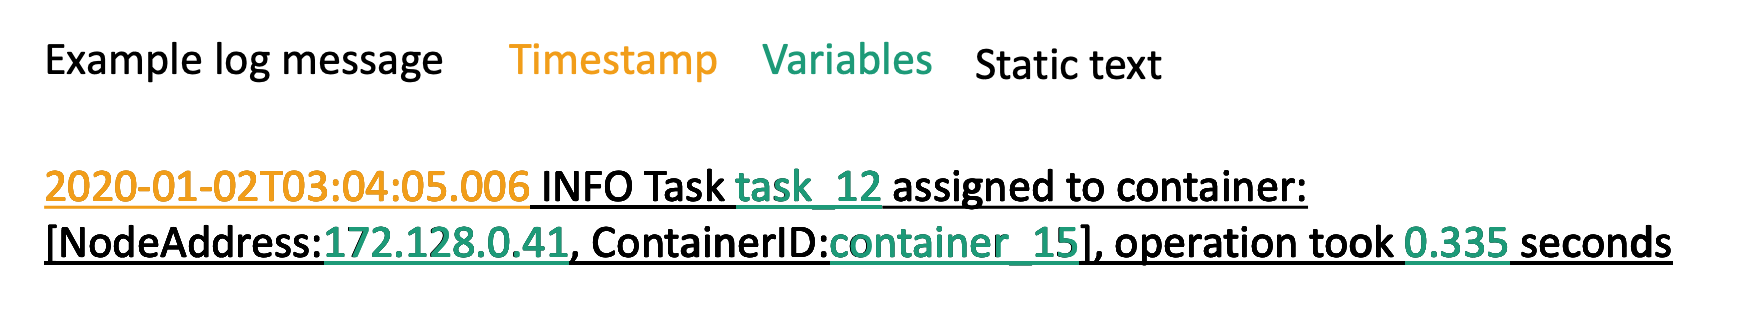 Example log message Timestamp Variables Static text
2020-01-02T03:04:05.006 INFO Task task_12 assigned to container:
[NodeAddress:172.128.0.41, ContainerID:container_15], operation took 0.335 seconds